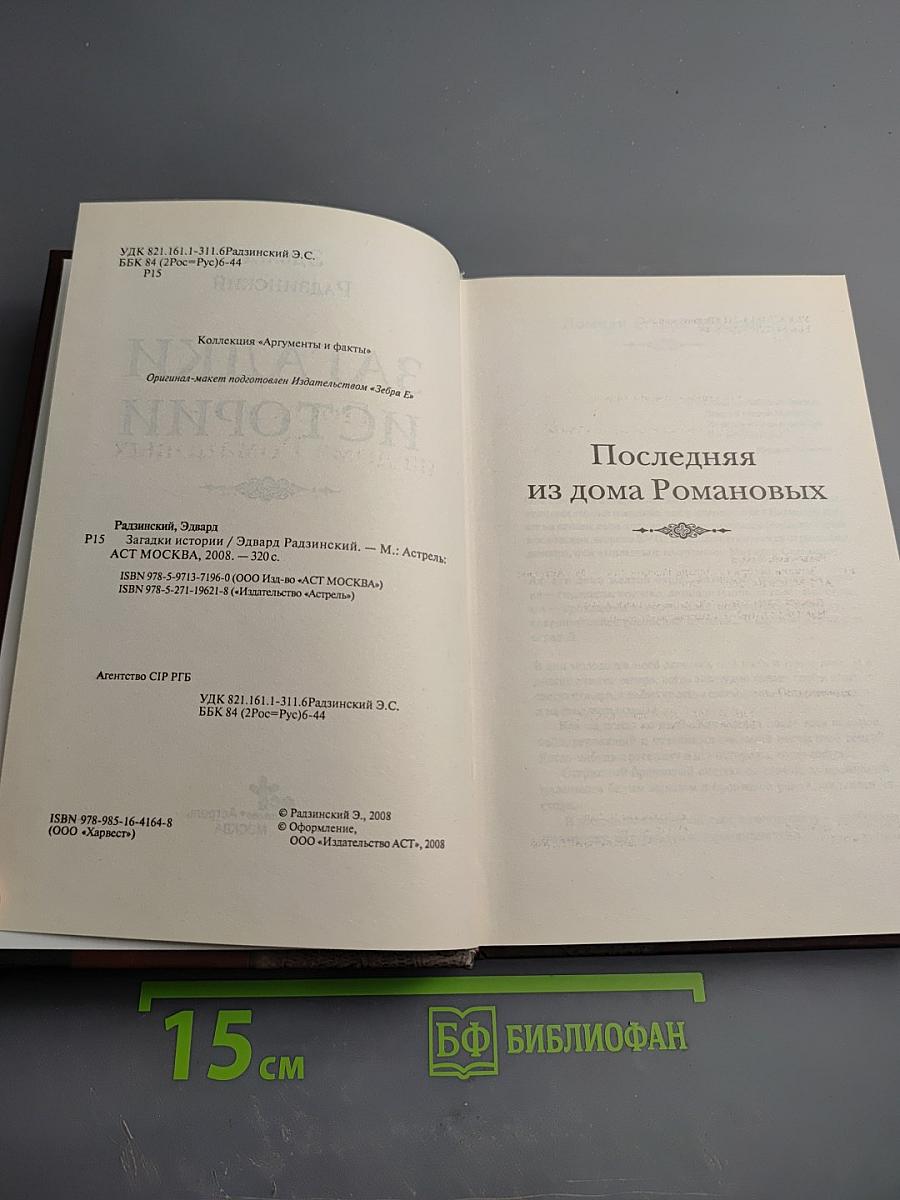 УДК 821.161.1-311.6Радзинский Э.С.
ББК 84 (2Рос=Рус)6-44
Р15
Коллекция «Аргументы и факты»
Оригинал-макет подготовлен Издательством «Зебра Е»
Радзинский, Эдвард
Р15 Загадки истории / Эдвард Радзинский. — М.: Астрель:
АСТ МОСКВА, 2008. — 320 с.
ISBN 978-5-9713-7196-0 (ООО Изд-во «АСТ МОСКВА»)
ISBN 978-5-271-19621-8 («Издательство «Астрель»)
Агентство CIP РГБ
УДК 821.161.1-311.6Радзинский Э.С.
ББК 84 (2Рос=Рус)6-44
ISBN 978-985-16-4164-8
(ООО «Харвест»)
© Радзинский Э., 2008
© Оформление,
ООО «Издательство АСТ», 2008
Последняя
из дома Романовых
15 см
БФ БИБЛИОФАН